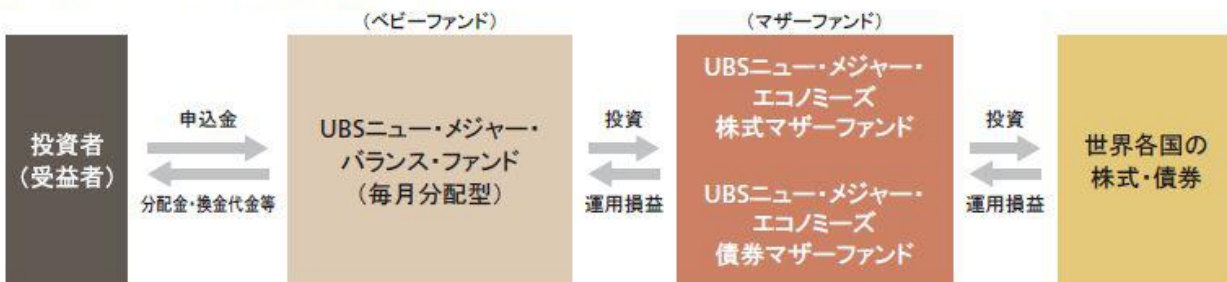 (ベビーファンド)
(マザーファンド)
投資者
(受益者)
申込金
分配金・換金代金等
UBSニュー・メジャー・
バランス・ファンド
(毎月分配型)
投資
運用損益
UBSニュー・メジャー・
エコノミーズ
株式マザーファンド
UBSニュー・メジャー・
エコノミーズ
債券マザーファンド
投資
運用損益
世界各国の
株式・債券